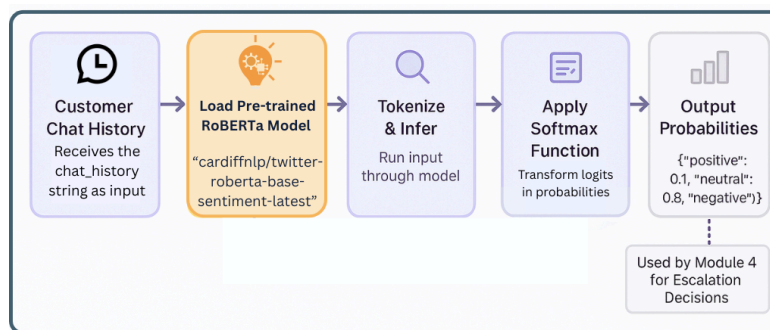 Customer
Chat History
Receives the
chat_history
string as input
Load Pre-trained
RoBERTa Model
“cardiffnlp/twitter-
roberta-base-
sentiment-latest”
Tokenize
& Infer
Run input
through model
Apply
Softmax
Function
Transform logits
in probabilities
Output
Probabilities
{"positive":
0.1, "neutral":
0.8, "negative")}
Used by Module 4
for Escalation
Decisions